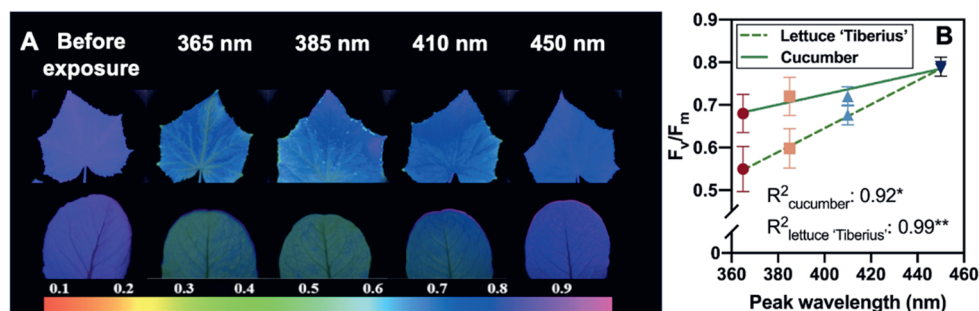 A
Before exposure
365 nm
385 nm
410 nm
450 nm
0.1 0.2 0.3 0.4 0.5 0.6 0.7 0.8 0.9
B
Lettuce ‘Tiberius’
Cucumber
0.9
0.8
0.7
0.6
0.5
0
Fv/Fm
R²cucumber: 0.92*
R²lettuce ‘Tiberius’: 0.99**
360 380 400 420 440 460
Peak wavelength (nm)